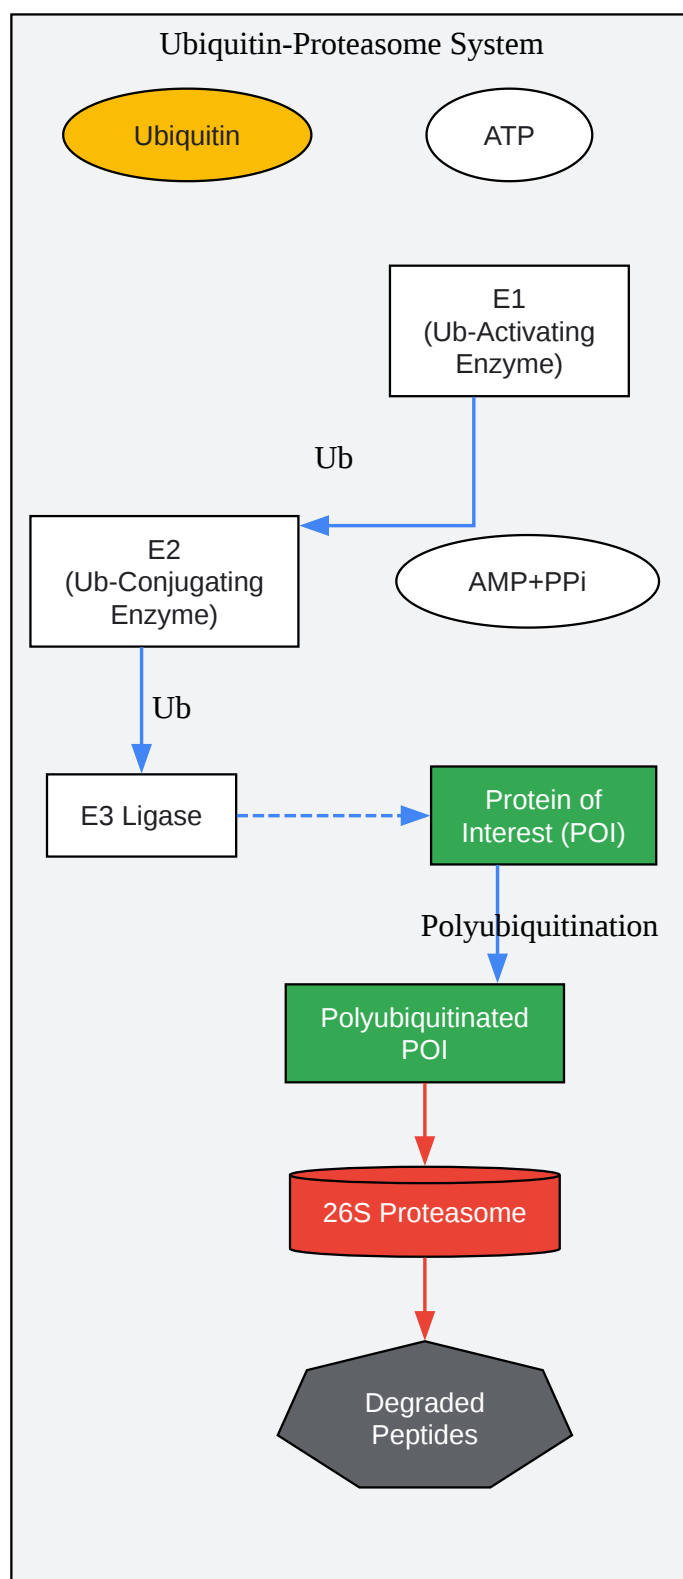 Ubiquitin-Proteasome System
Ubiquitin
ATP
E1
(Ub-Activating
Enzyme)
Ub
E2
(Ub-Conjugating
Enzyme)
AMP+PPi
Ub
E3 Ligase
Protein of
Interest (POI)
Polyubiquitination
Polyubiquitinated
POI
26S Proteasome
Degraded
Peptides